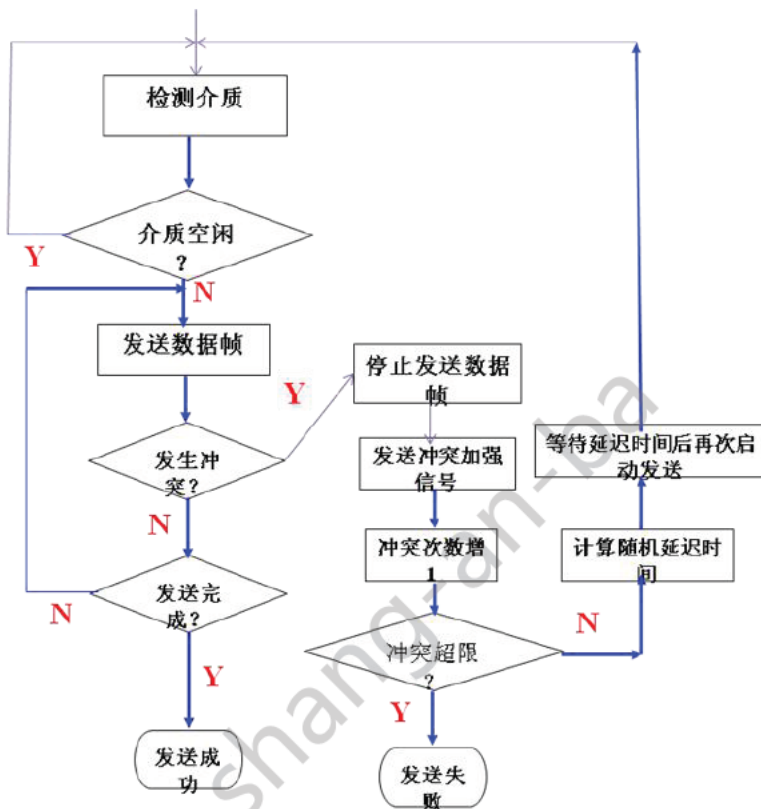 检测介质
介质空闲
？
Y
N
发送数据帧
Y
停止发送数据
帧
发生冲
突？
发送冲突加强
信号
等待延迟时间后再次启
动发送
N
冲突次数增
1
计算随机延迟时
间
发送完
成？
N
冲突超限
？
N
Y
Y
发送成
功
发送失
败
shang-an-ba